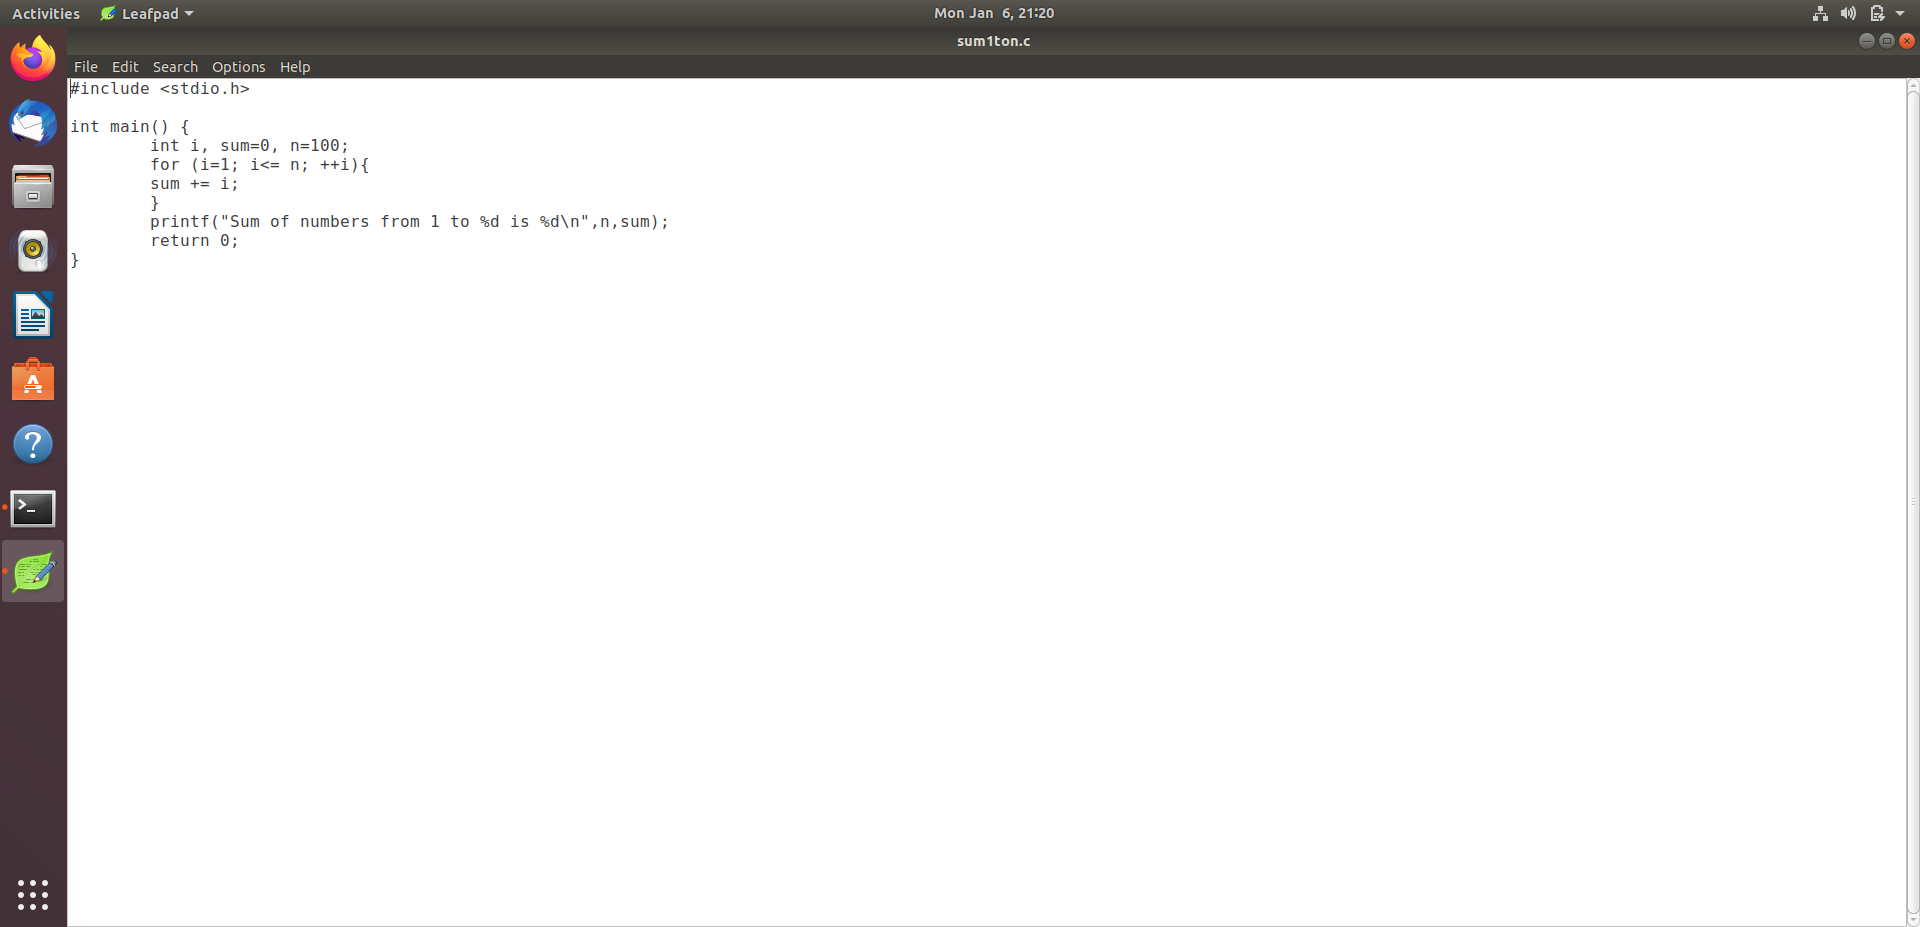 Activities Leafpad Mon Jan 6, 21:20
sum1ton.c
File Edit Search Options Help
#include <stdio.h>

int main() {
        int i, sum=0, n=100;
        for (i=1; i<= n; ++i){
        sum += i;
        }
        printf("Sum of numbers from 1 to %d is %d\n",n,sum);
        return 0;
}